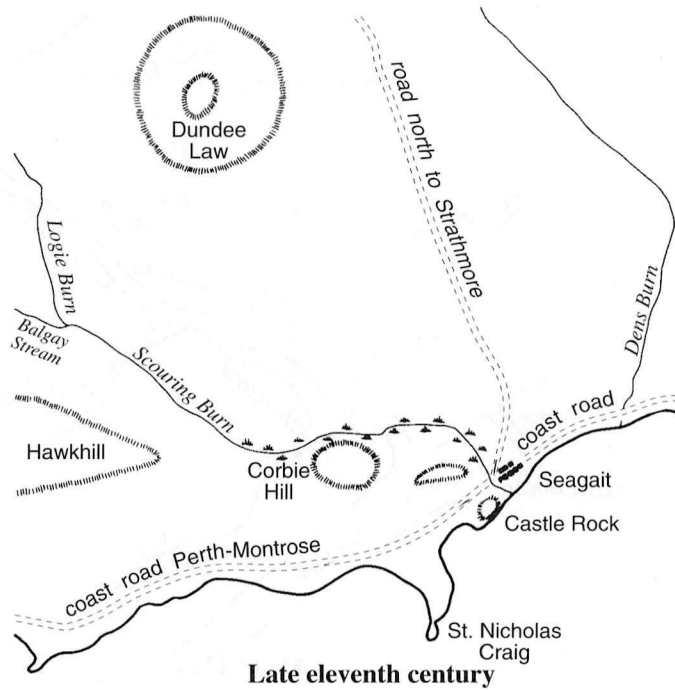 Dundee
Law
road north to Strathmore
Logie Burn
Dens Burn
Balgay
Stream
Scouring Burn
coast road
Hawkhill
Corbie
Hill
Seagait
Castle Rock
coast road Perth-Montrose
St. Nicholas
Craig
Late eleventh century